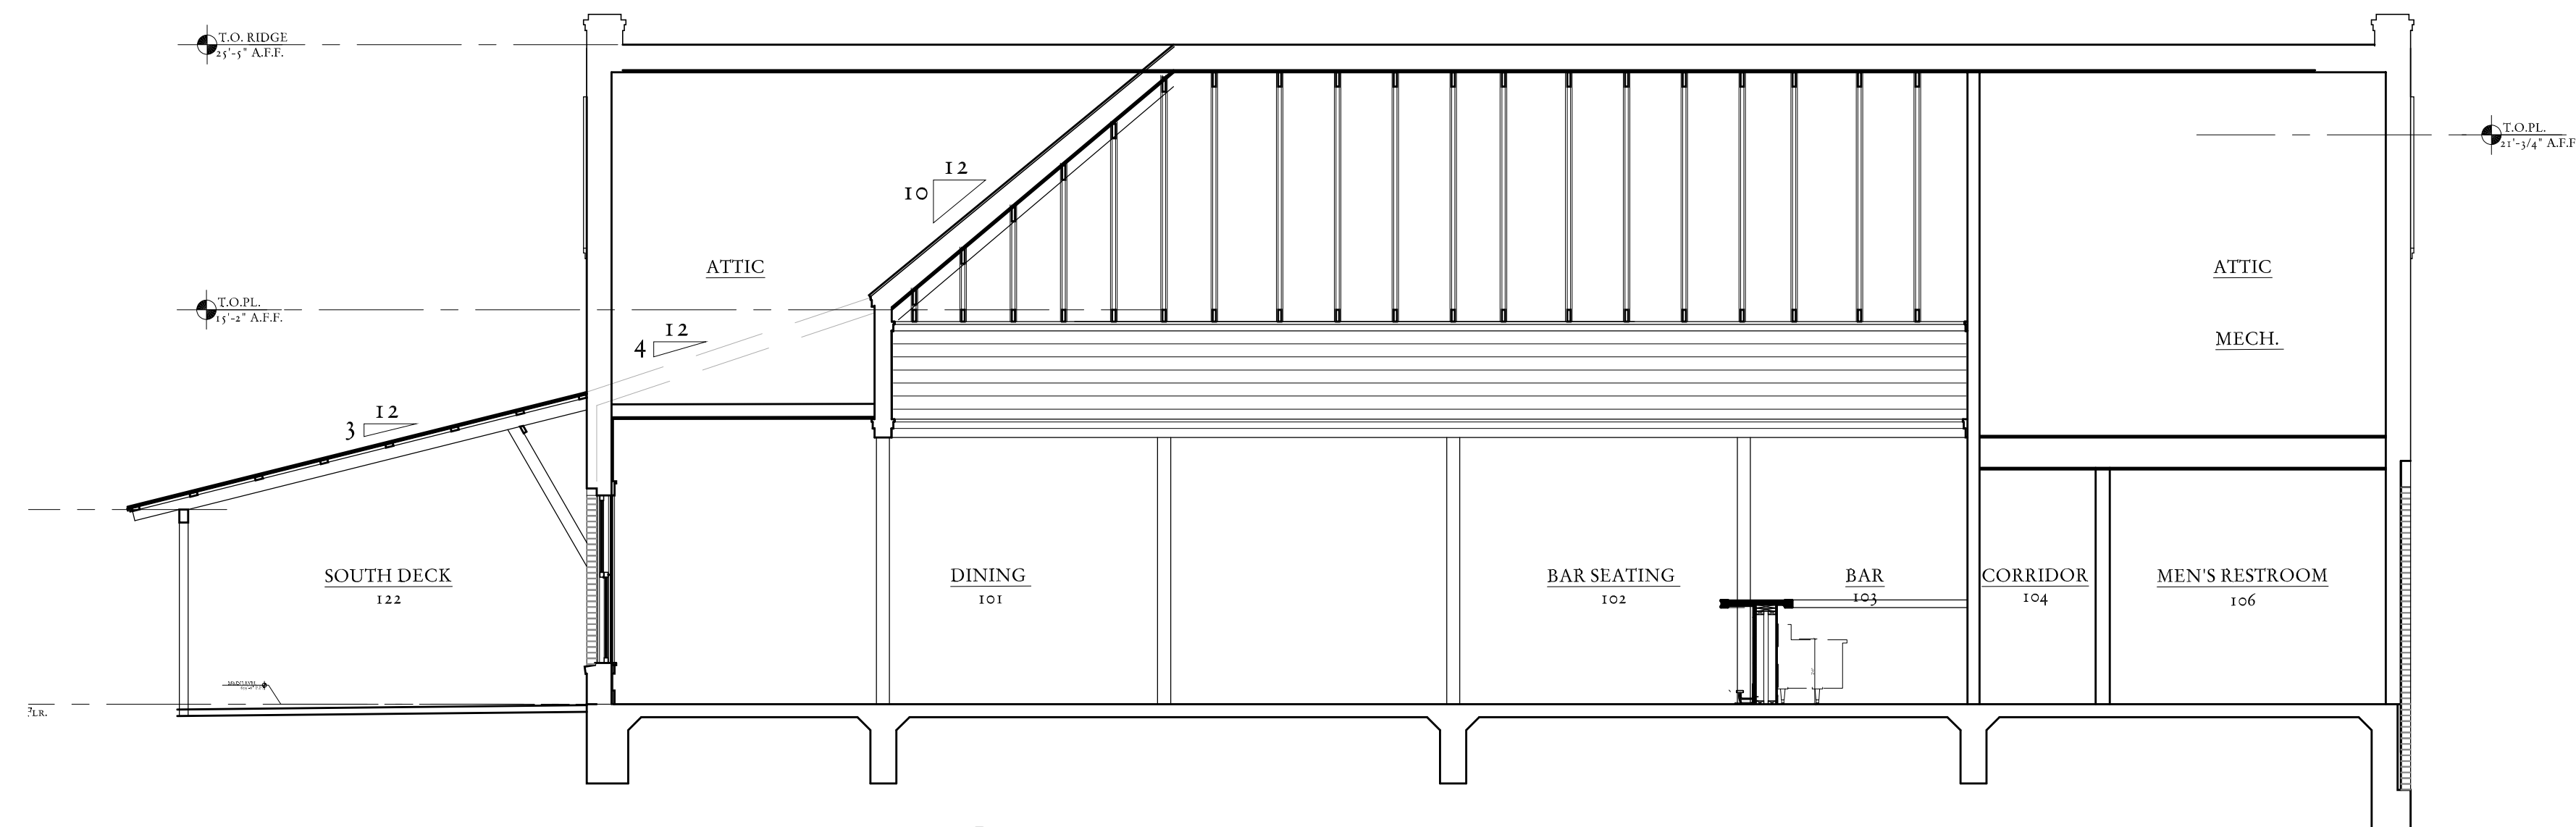 T.O. RIDGE
25'-5" A.F.F.
T.O.PL.
21'-3/4" A.F.F
12
10
ATTIC
ATTIC
T.O.PL.
15'-2" A.F.F.
12
4
MECH.
12
3
SOUTH DECK
122
DINING
101
BAR SEATING
102
BAR
103
CORRIDOR
104
MEN'S RESTROOM
106
LR.